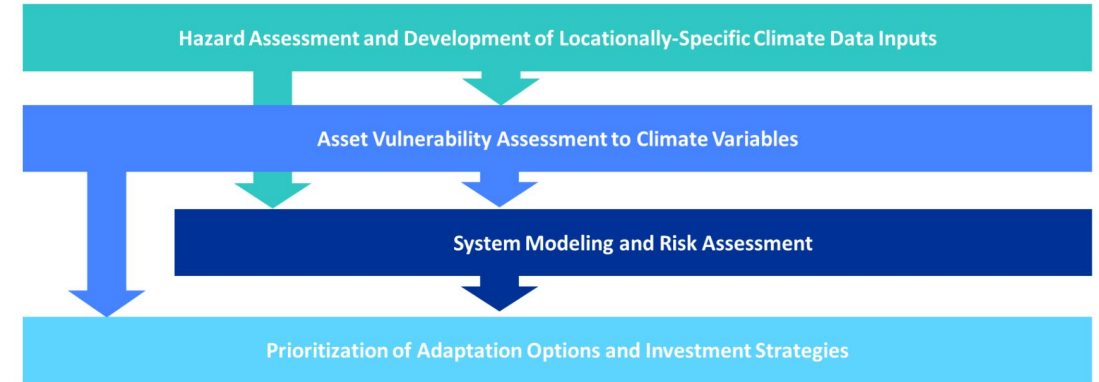 Hazard Assessment and Development of Locationally-Specific Climate Data Inputs
Asset Vulnerability Assessment to Climate Variables
System Modeling and Risk Assessment
Prioritization of Adaptation Options and Investment Strategies